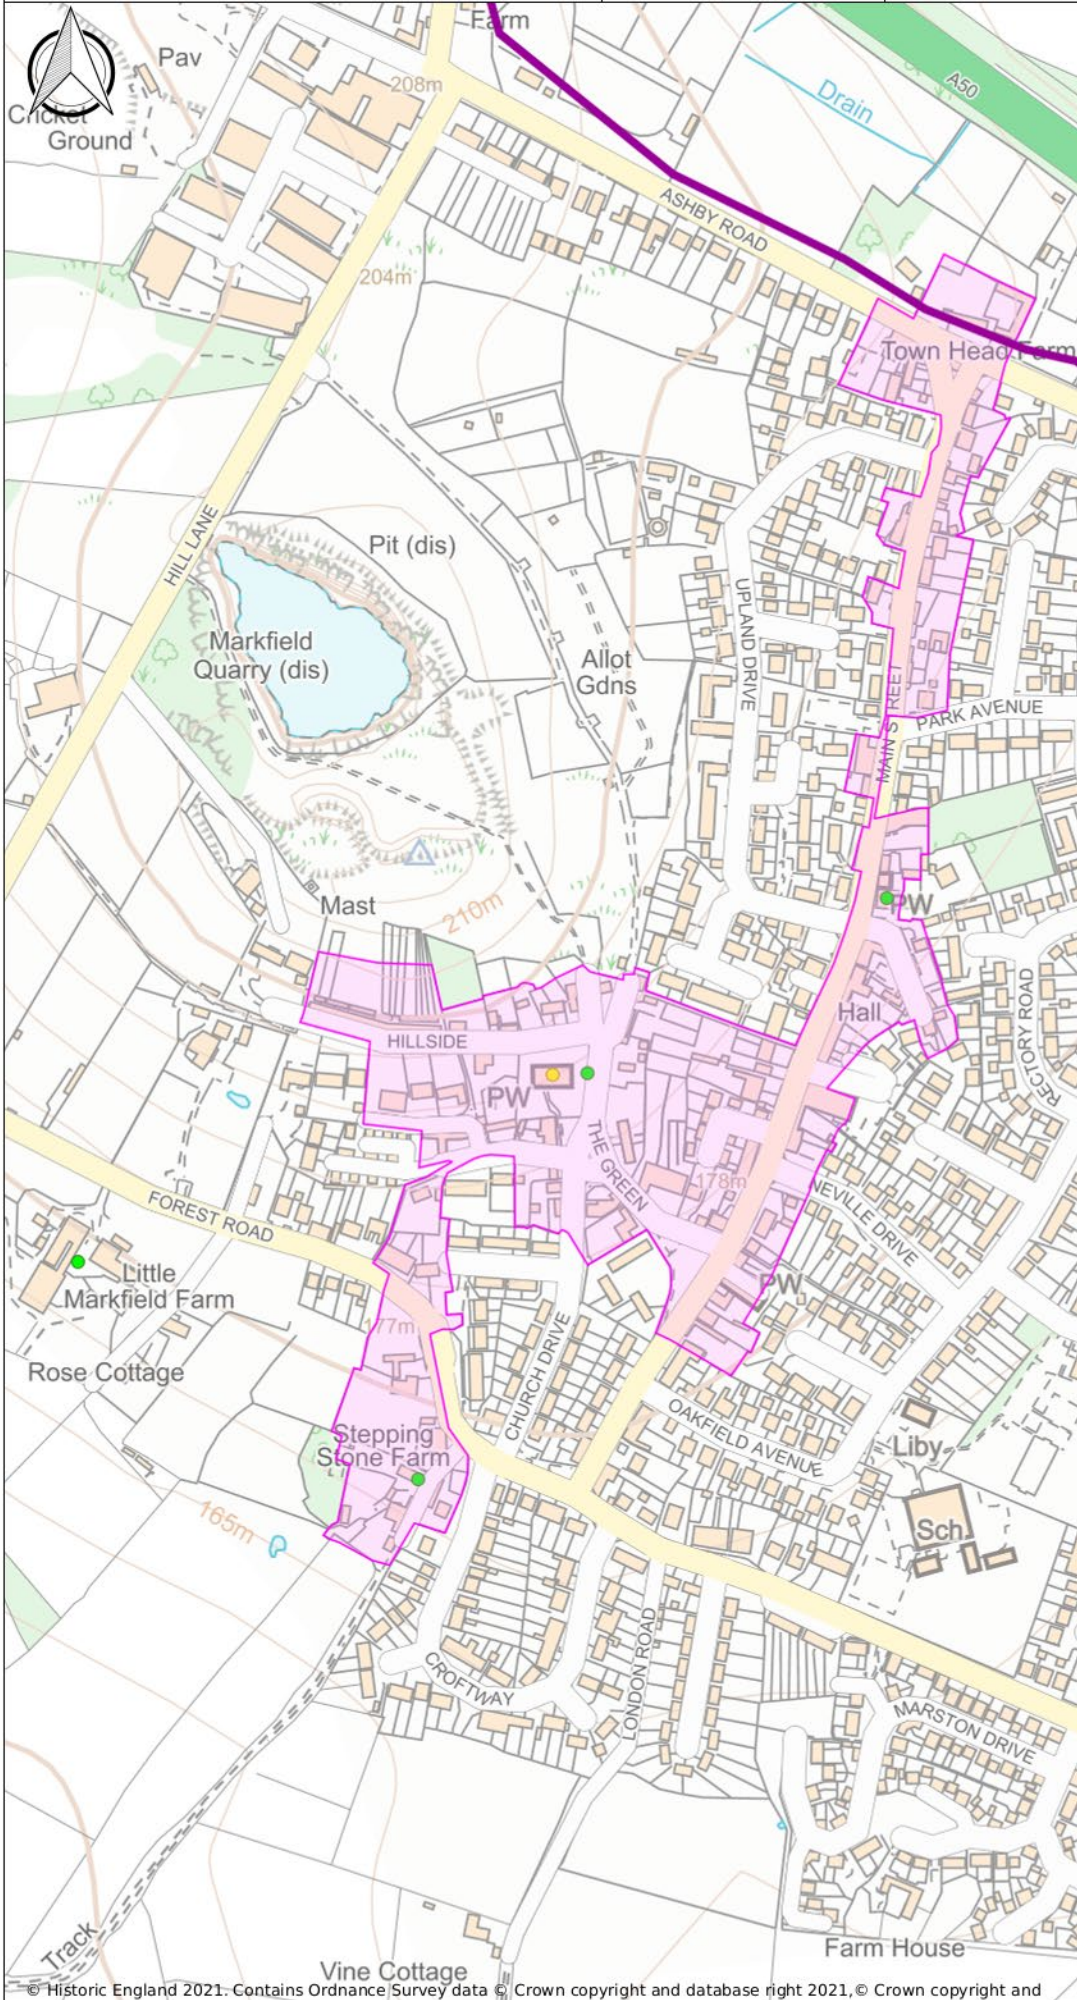 Farm
Pav
208m
A50
Drain
Cricket
Ground
ASHBY ROAD
204m
Town Head Farm
HILL LANE
Pit (dis)
UPLAND DRIVE
Markfield
Quarry (dis)
Allot
Gdns
MAIN STREET
PARK AVENUE
Mast
210m
PW
RECTORY ROAD
Hall
HILLSIDE
PW
THE GREEN
178m
NEVILLE DRIVE
FOREST ROAD
Little
Markfield Farm
PW
177m
Rose Cottage
CHURCH DRIVE
OAKFIELD AVENUE
Stepping
Stone Farm
Liby
165m
Sch
CROFTWAY
LONDON ROAD
MARSTON DRIVE
Track
Farm House
Vine Cottage
© Historic England 2021. Contains Ordnance Survey data © Crown copyright and database right 2021,© Crown copyright and